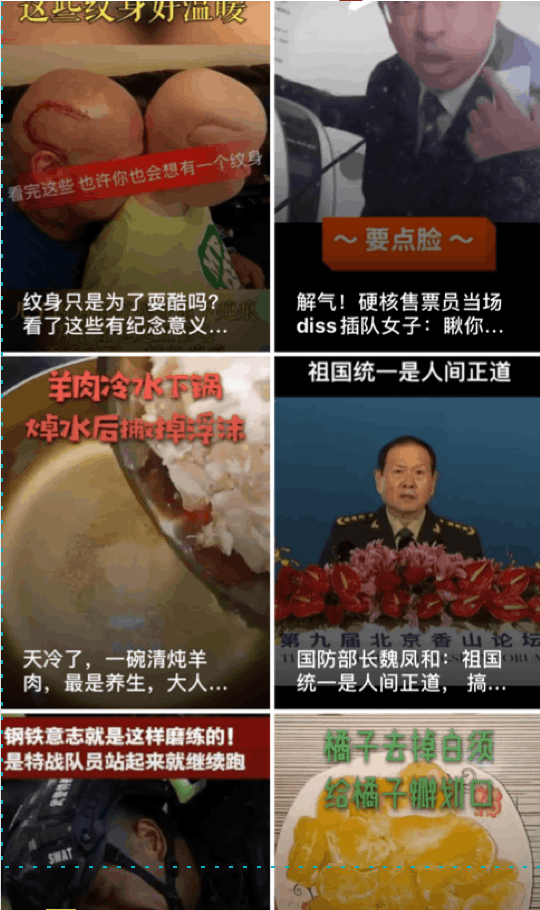 这些纹身好温暖
看完这些 也许你也会想有一个纹身
纹身只是为了耍酷吗？
看了这些有纪念意义...
～要点脸～
解气！硬核售票员当场
diss插队女子：瞅你...
羊肉冷水下锅
焯水后撇掉浮沫
天冷了，一碗清炖羊
肉，最是养生，大人...
祖国统一是人间正道
第九届北京香山论坛
国防部长魏凤和：祖国
统一是人间正道， 搞...
钢铁意志就是这样磨练的！
是特战队员站起来就继续跑
SWAT
橘子去掉白须
给橘子瓣划口